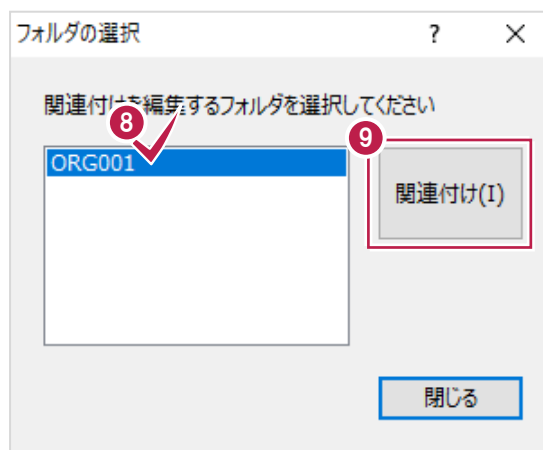 フォルダの選択 ? ×
関連付けを編集するフォルダを選択してください
8
9
ORG001
関連付け(I)
閉じる